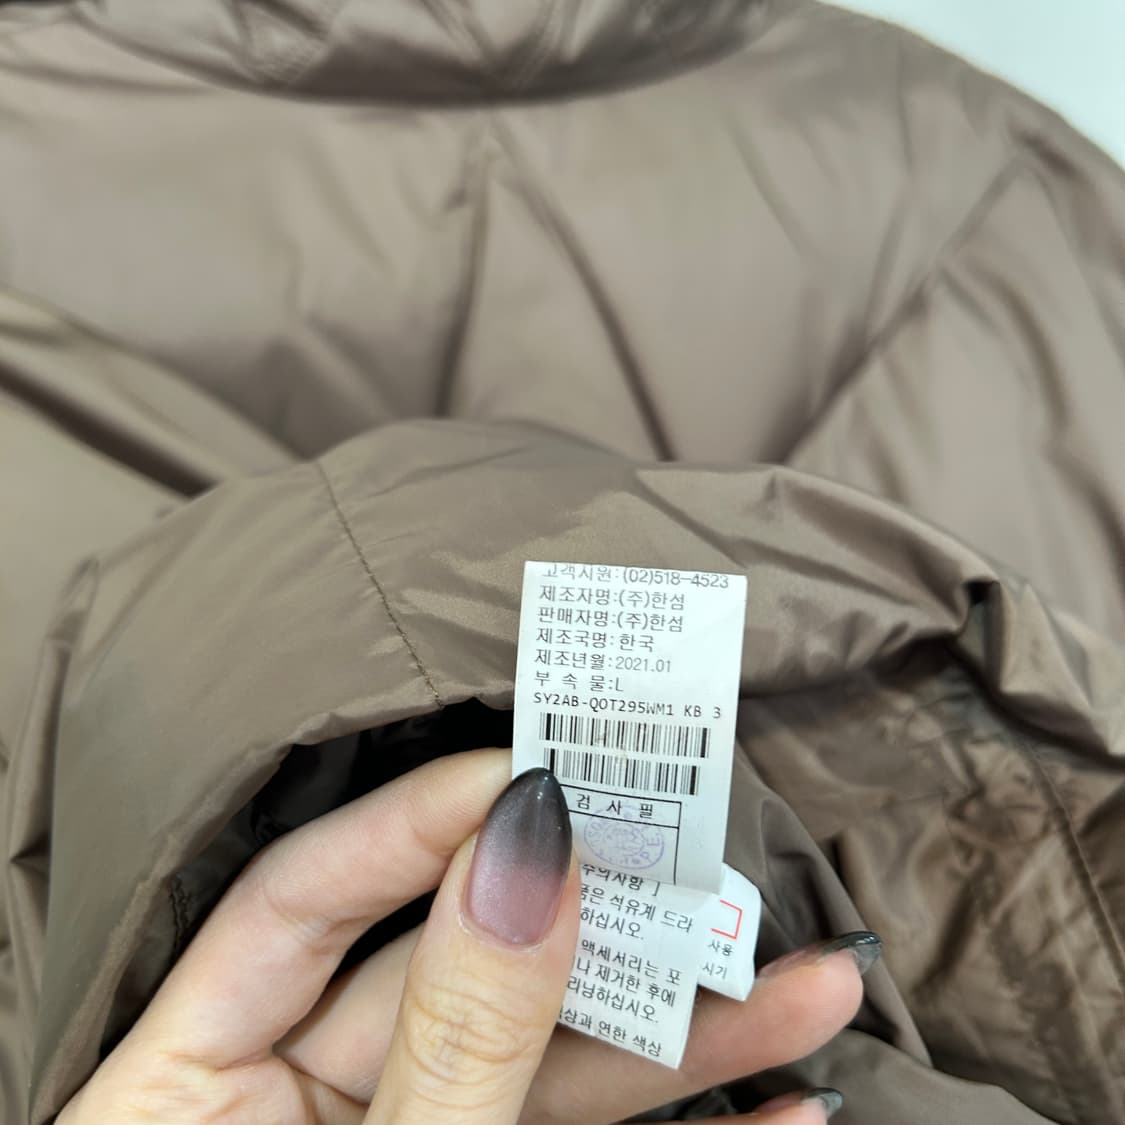 고객지원:(02)518-4523
제조자명:(주)한섬
판매자명:(주)한섬
제조국명:한국
제조년월:2021.01
부 속 물:L
SY2AB-QOT295WM1 KB 3
검 사 필
주의사항 ]
품은 석유계 드라
하십시오.
액세서리는 포
나 제거한 후에
리닝하십시오.
색상과 연한 색상
사용
시기